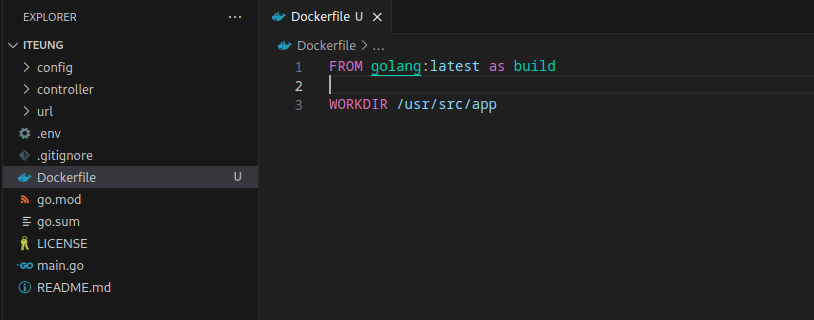 EXPLORER ...
ITEUNG
config
controller
url
.env
.gitignore
Dockerfile U
go.mod
go.sum
LICENSE
GO main.go
README.md
Dockerfile U
Dockerfile > ...
1 FROM golang:latest as build
2
3 WORKDIR /usr/src/app